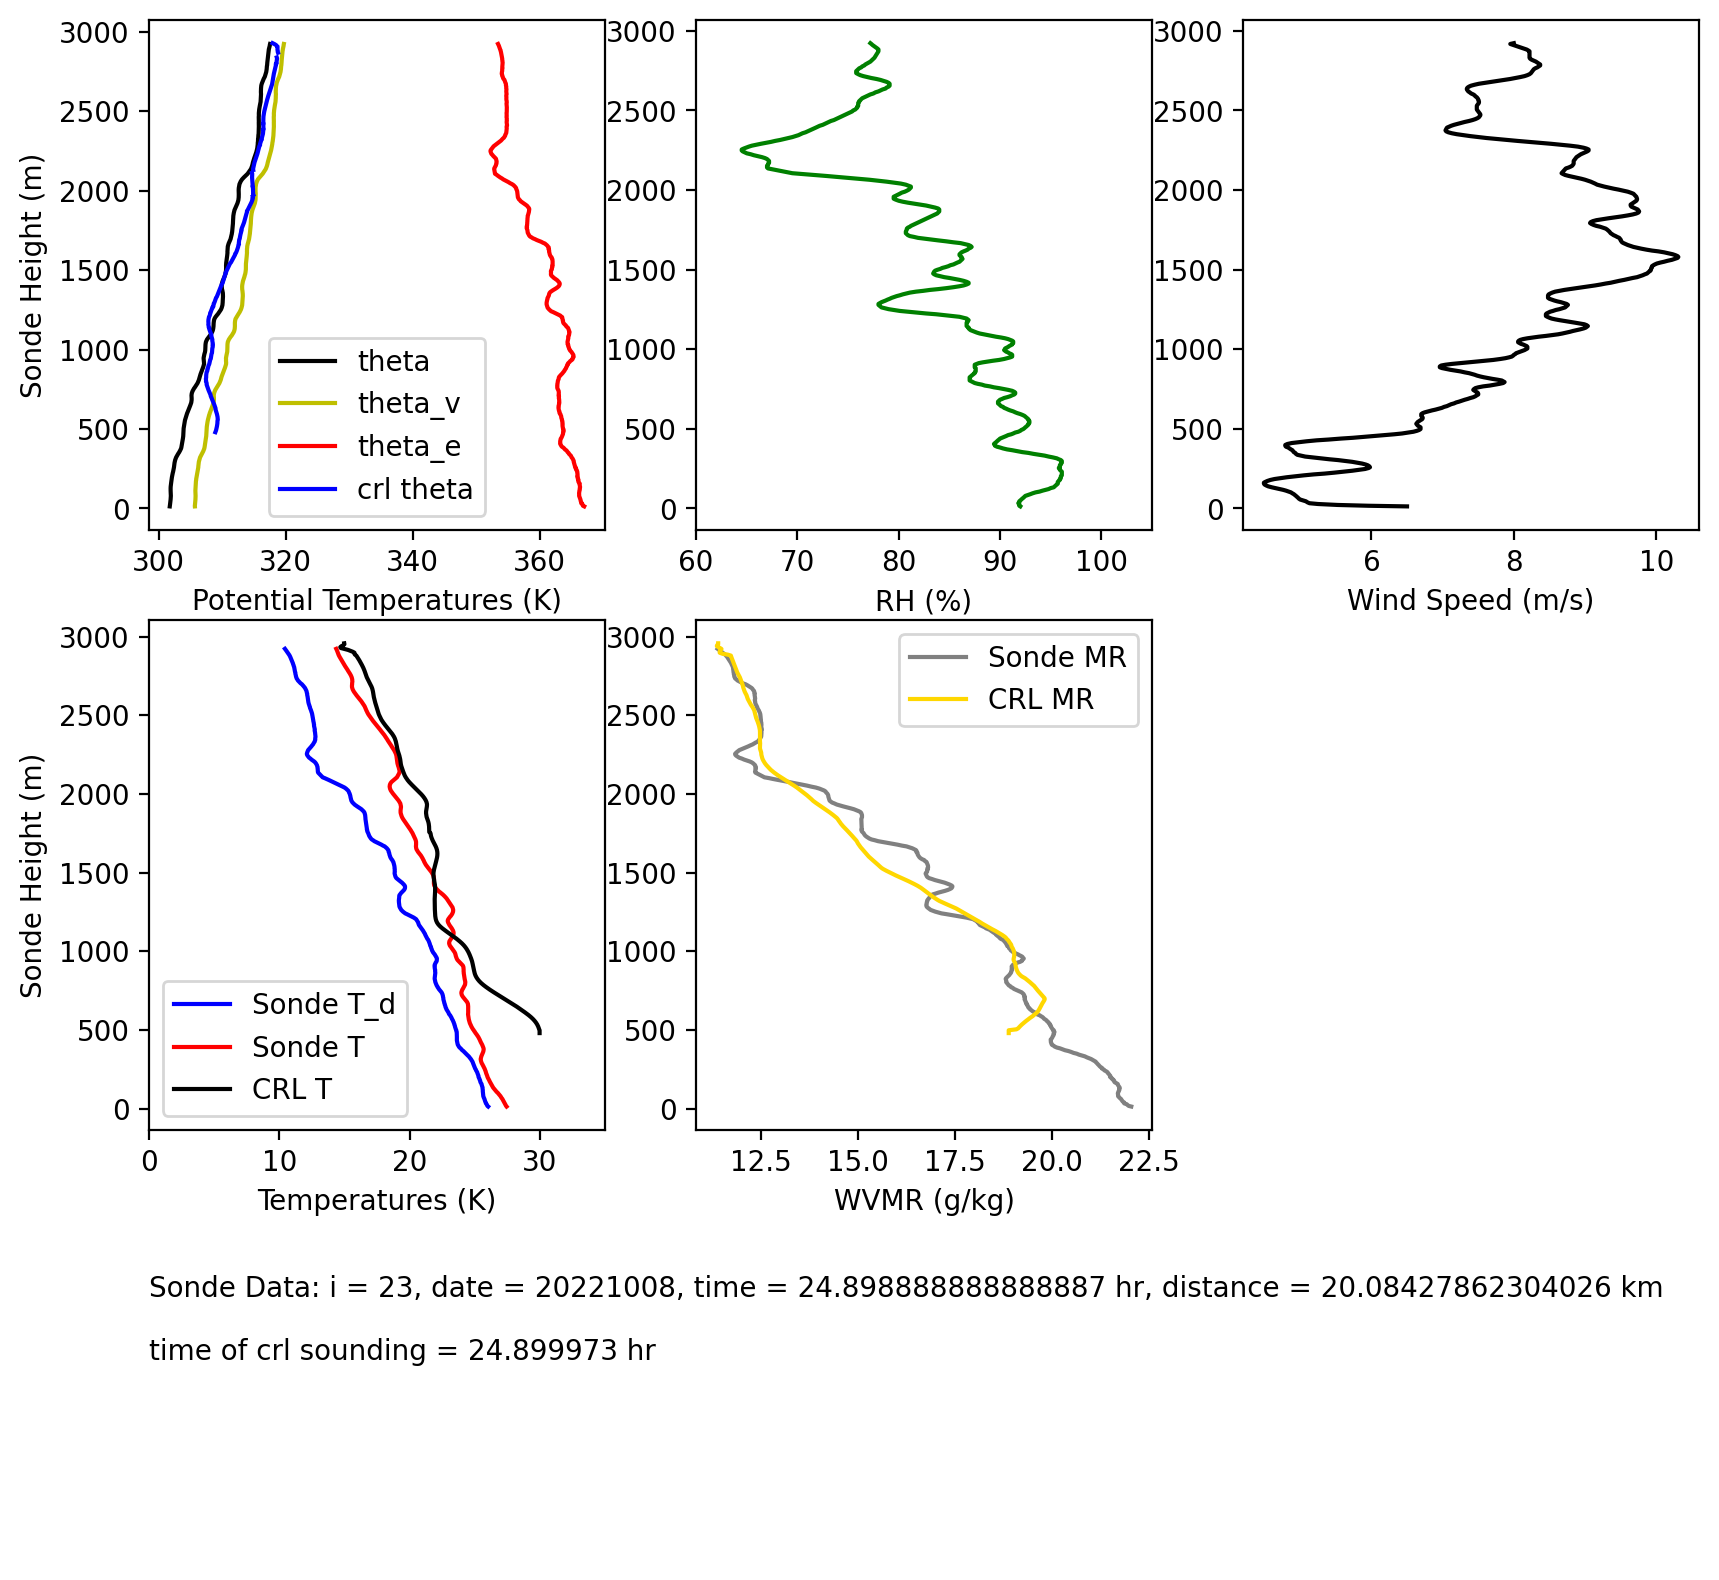 3000
2500
2000
1500
1000
500
0
Sonde Height (m)
300 320 340 360
Potential Temperatures (K)
theta
theta_v
theta_e
crl theta
3000
2500
2000
1500
1000
500
0
60 70 80 90 100
RH (%)
3000
2500
2000
1500
1000
500
0
6 8 10
Wind Speed (m/s)
3000
2500
2000
1500
1000
500
0
Sonde Height (m)
0 10 20 30
Temperatures (K)
Sonde T_d
Sonde T
CRL T
3000
2500
2000
1500
1000
500
0
12.5 15.0 17.5 20.0 22.5
WVMR (g/kg)
Sonde MR
CRL MR
Sonde Data: i = 23, date = 20221008, time = 24.898888888888887 hr, distance = 20.08427862304026 km
time of crl sounding = 24.899973 hr